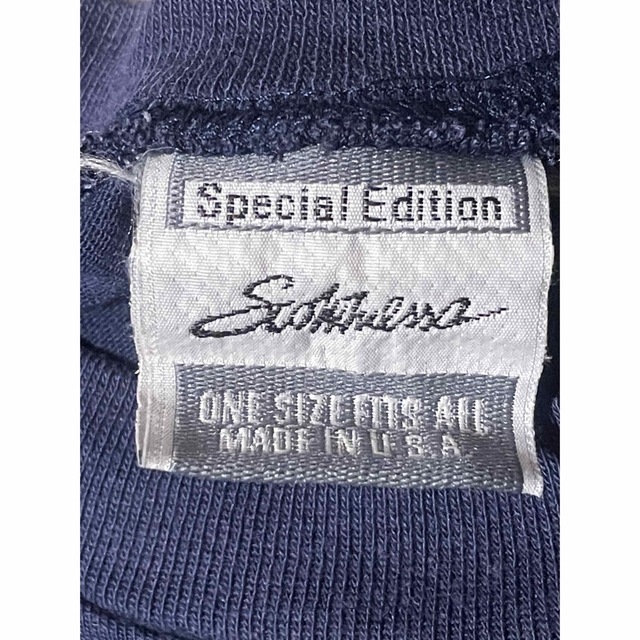 Special Edition
ONE SIZE FITS ALL
MADE IN U.S.A.